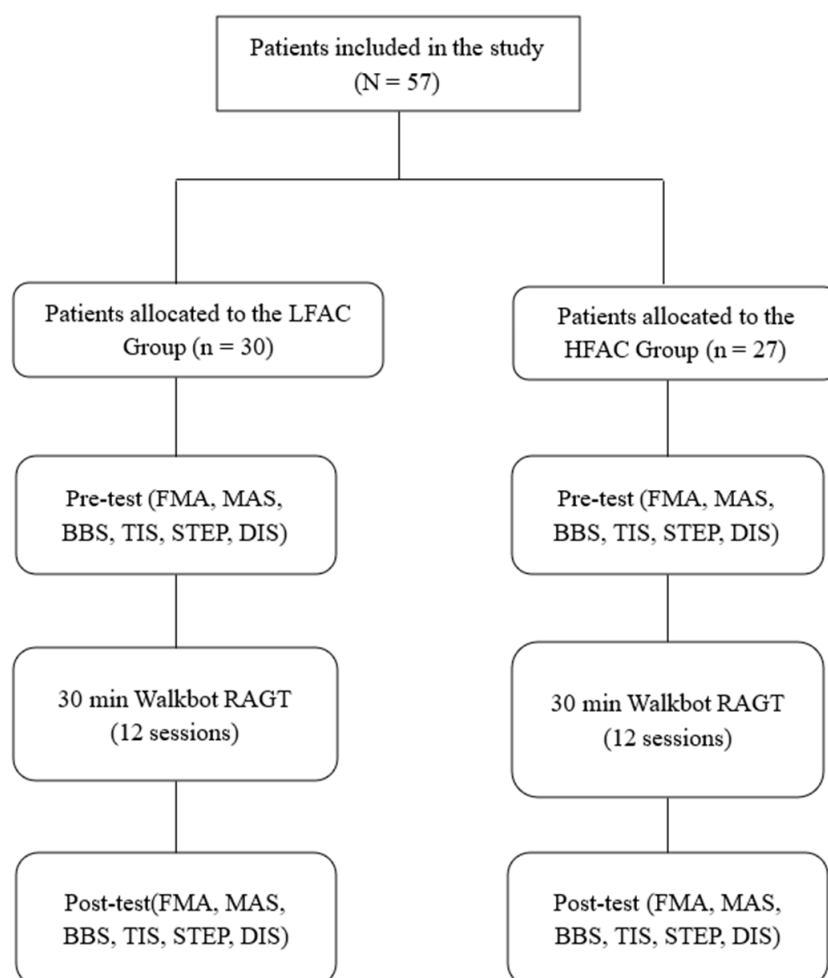 Patients included in the study
(N = 57)
Patients allocated to the LFAC
Group (n = 30)
Patients allocated to the
HFAC Group (n = 27)
Pre-test (FMA, MAS,
BBS, TIS, STEP, DIS)
Pre-test (FMA, MAS,
BBS, TIS, STEP, DIS)
30 min Walkbot RAGT
(12 sessions)
30 min Walkbot RAGT
(12 sessions)
Post-test(FMA, MAS,
BBS, TIS, STEP, DIS)
Post-test (FMA, MAS,
BBS, TIS, STEP, DIS)